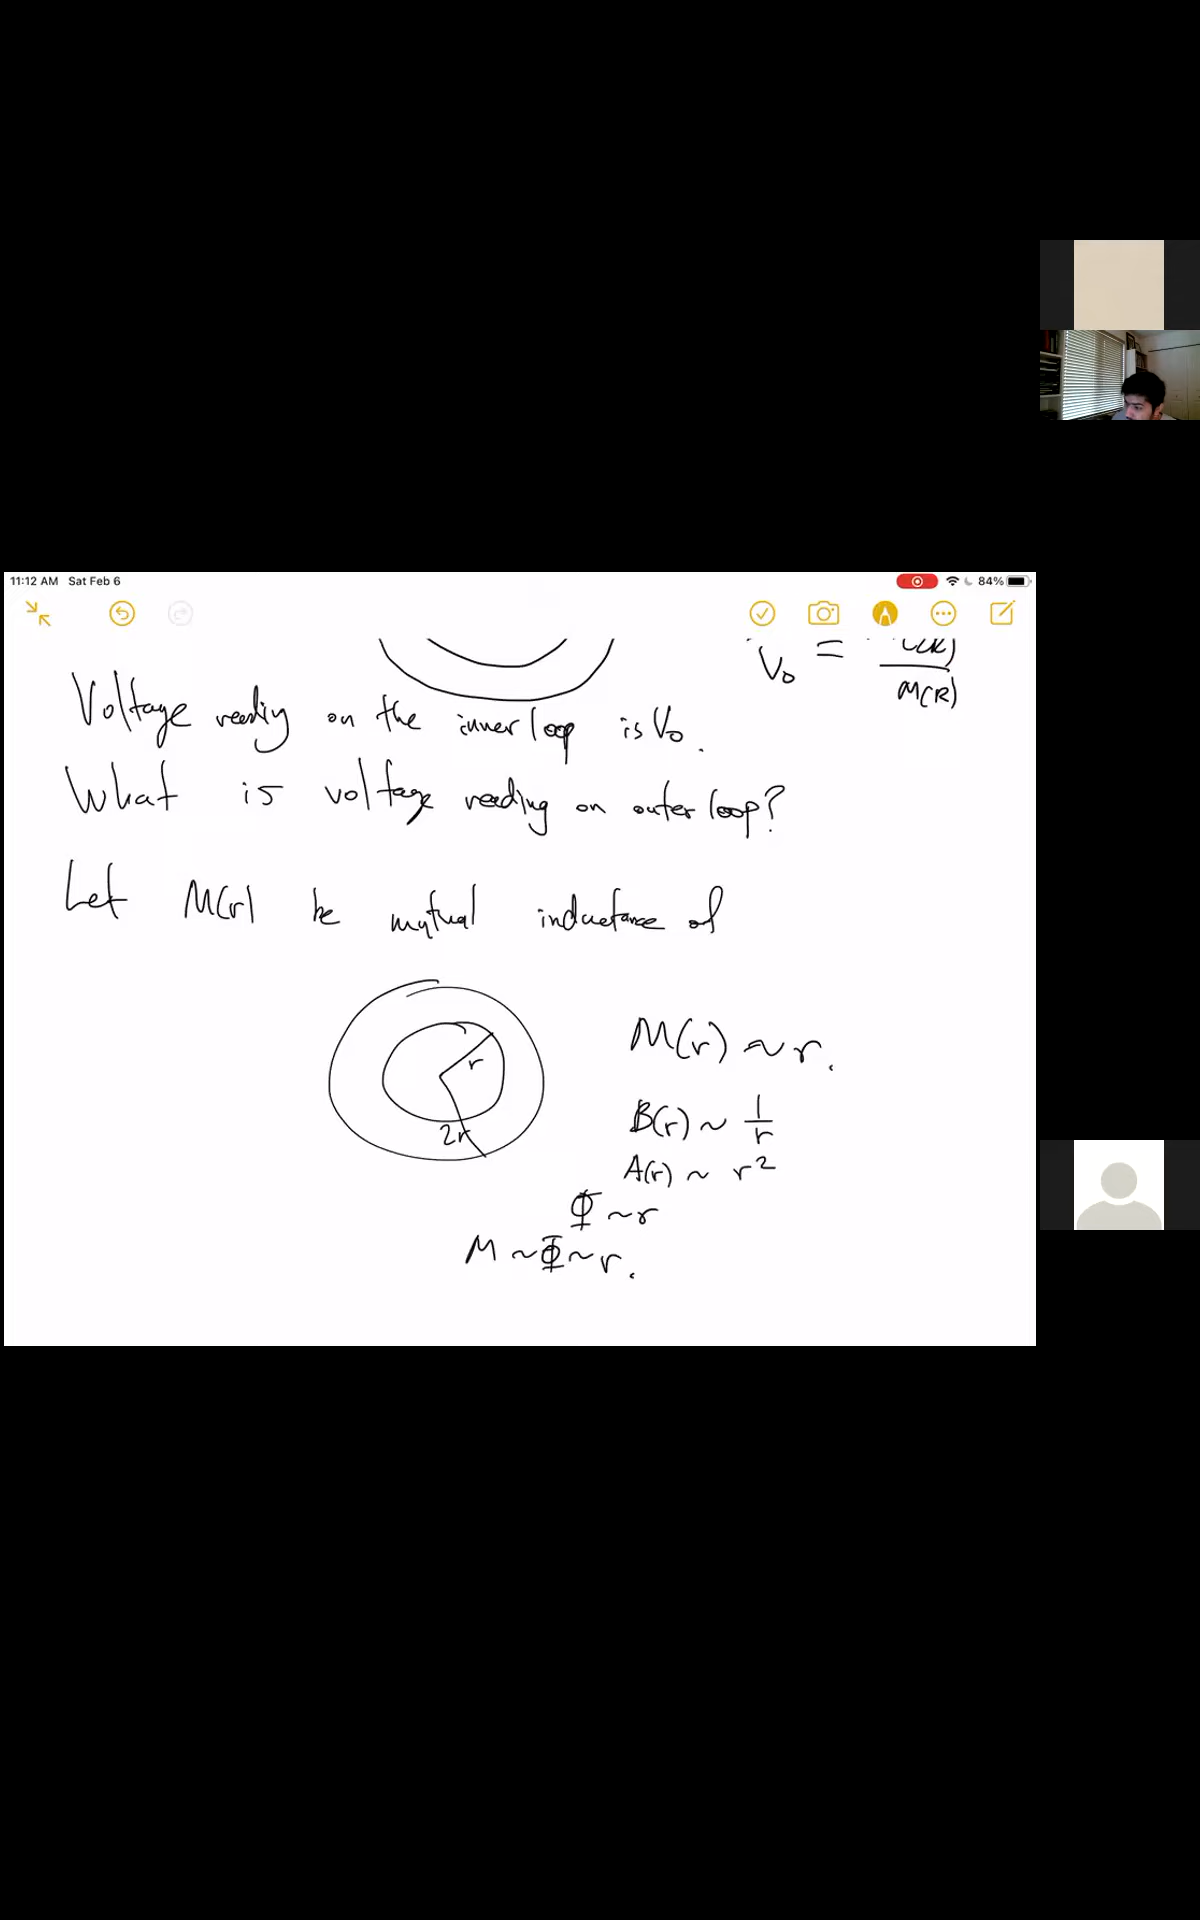 11:12 AM Sat Feb 6
84%
V₀ = / M(R)
Voltage reading on the inner loop is V₀.
What is voltage reading on outer loop?
Let M(r) be mutual inductance of
r
2r
M(r) ~ r.
B(r) ~ 1/r
A(r) ~ r²
Φ ~ r
M ~ Φ ~ r.